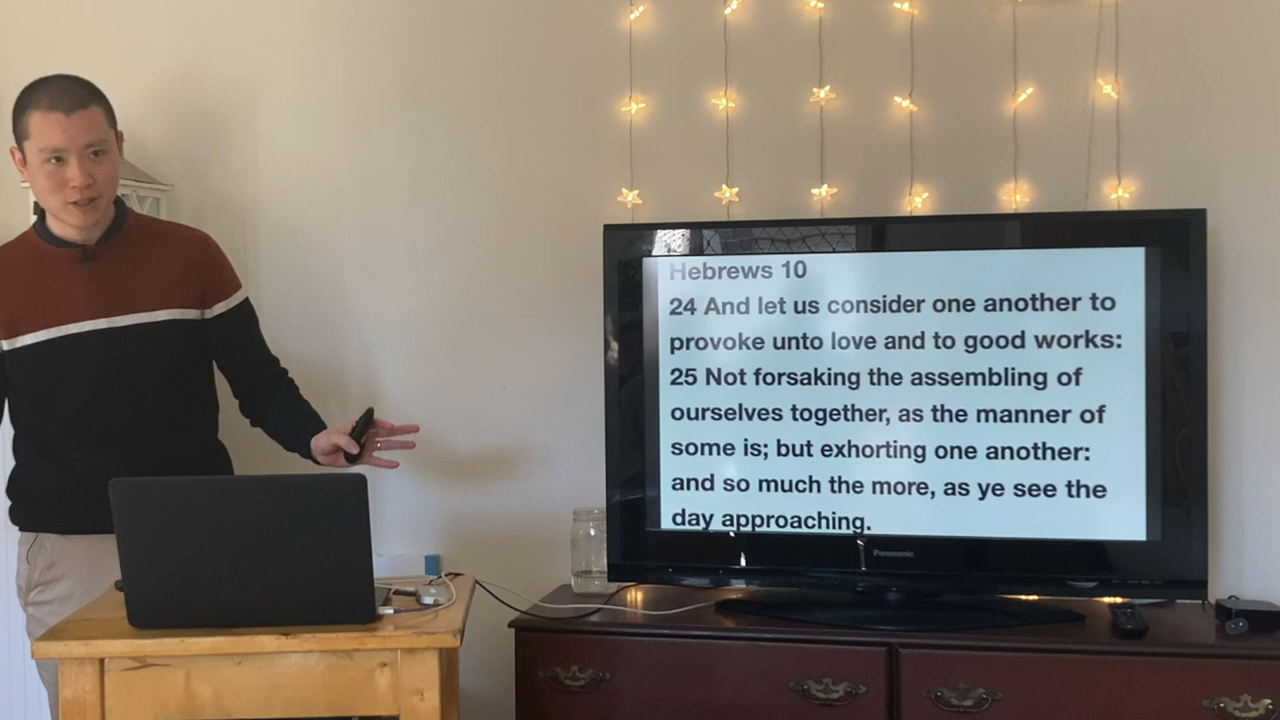 Hebrews 10
24 And let us consider one another to
provoke unto love and to good works:
25 Not forsaking the assembling of
ourselves together, as the manner of
some is; but exhorting one another:
and so much the more, as ye see the
day approaching.
Panasonic